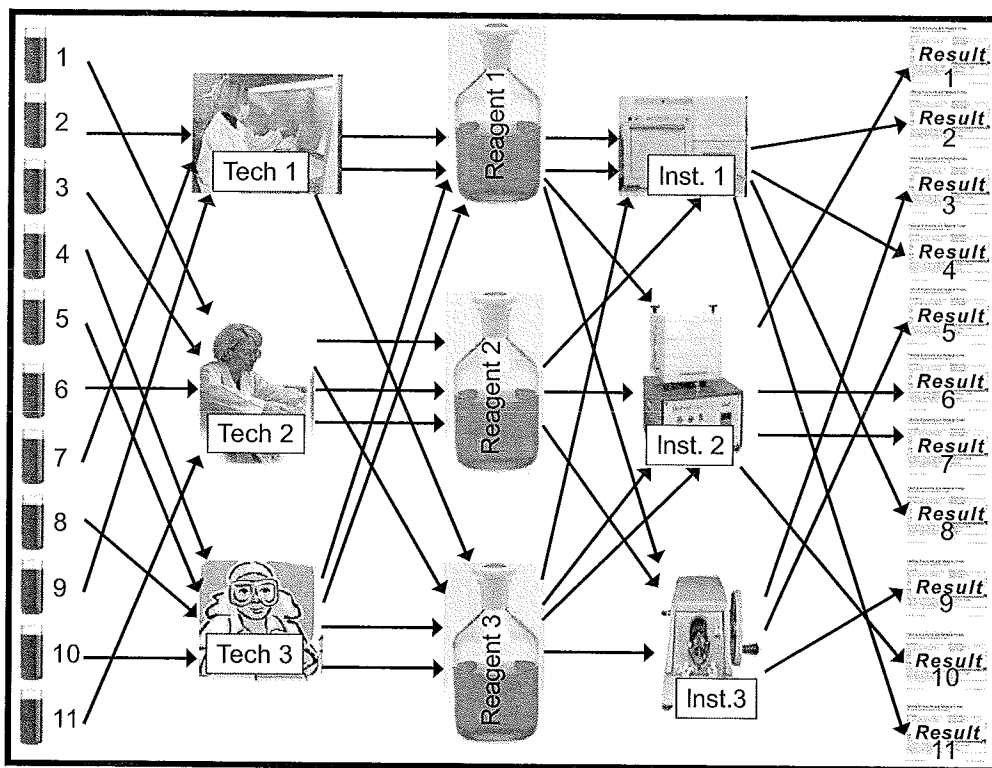 1
2
3
4
5
6
7
8
9
10
11
Tech 1
Tech 2
Tech 3
Reagent 1
Reagent 2
Reagent 3
Inst. 1
Inst. 2
Inst.3
Result
1
Result
2
Result
3
Result
4
Result
5
Result
6
Result
7
Result
8
Result
9
Result
10
Result
11